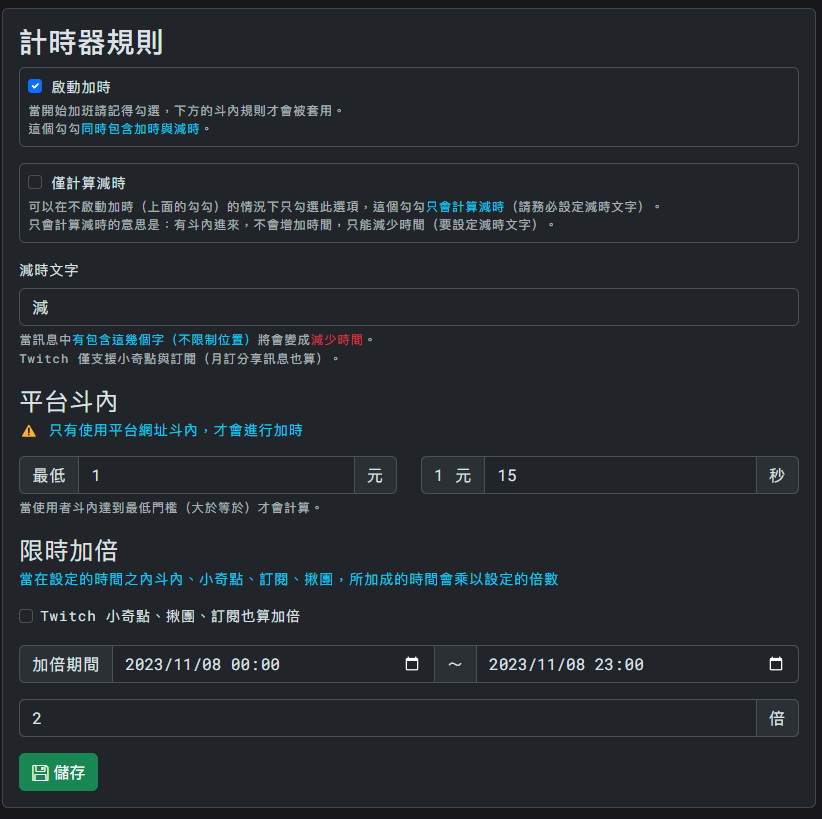 計時器規則
啟動加時
當開始加班請記得勾選，下方的斗內規則才會被套用。
這個勾勾同時包含加時與減時。
僅計算減時
可以在不啟動加時（上面的勾勾）的情況下只勾選此選項，這個勾勾只會計算減時（請務必設定減時文字）。
只會計算減時的意思是：有斗內進來，不會增加時間，只能減少時間（要設定減時文字）。
減時文字
減
當訊息中有包含這幾個字（不限制位置）將會變成減少時間。
Twitch 僅支援小奇點與訂閱（月訂分享訊息也算）。
平台斗內
只有使用平台網址斗內，才會進行加時
最低 1 元 1 元 15 秒
當使用者斗內達到最低門檻（大於等於）才會計算。
限時加倍
當在設定的時間之內斗內、小奇點、訂閱、揪團，所加成的時間會乘以設定的倍數
Twitch 小奇點、揪團、訂閱也算加倍
加倍期間 2023/11/08 00:00 ～ 2023/11/08 23:00
2 倍
儲存